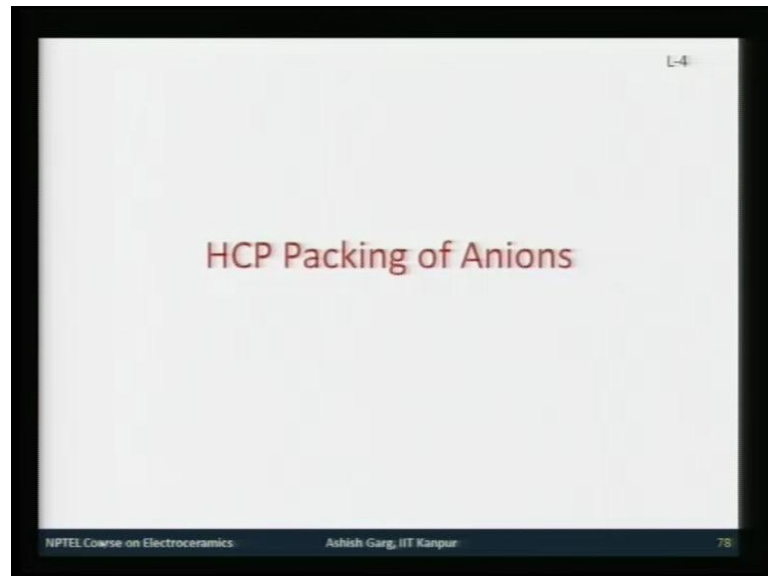 L-4
HCP Packing of Anions
NPTEL Course on Electroceramics Ashish Garg, IIT Kanpur 78